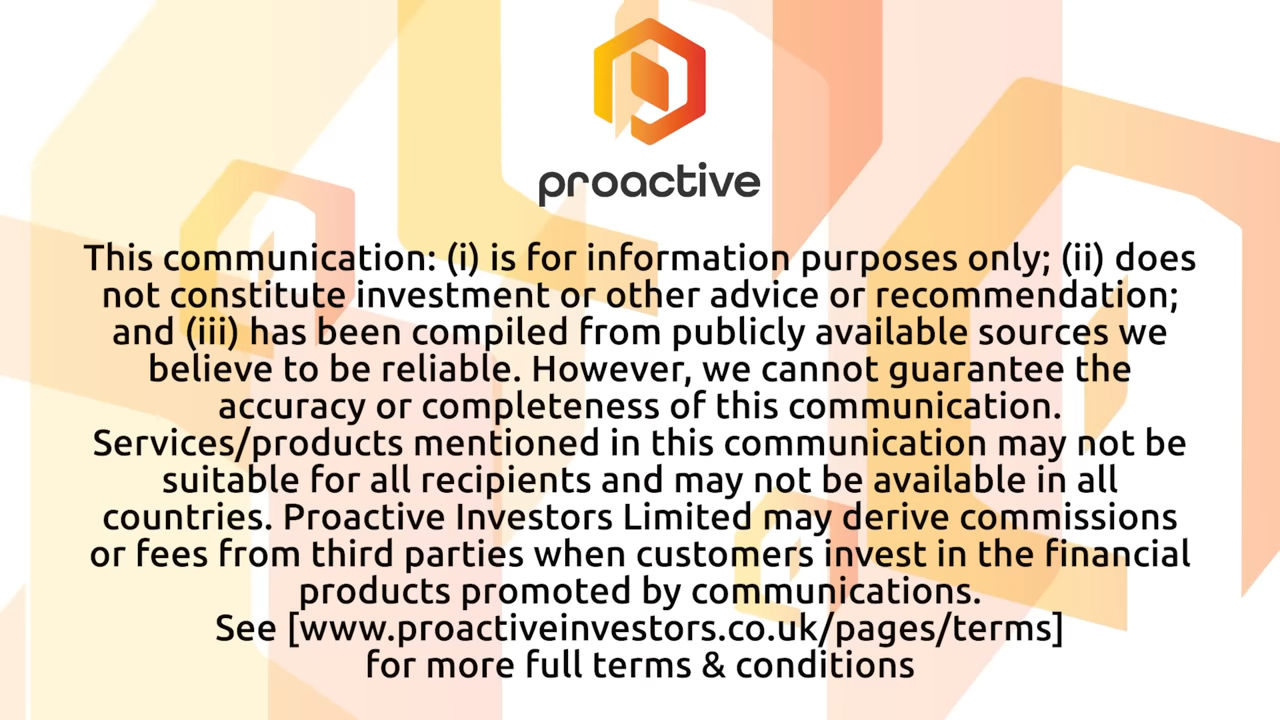 proactive
This communication: (i) is for information purposes only; (ii) does
not constitute investment or other advice or recommendation;
and (iii) has been compiled from publicly available sources we
believe to be reliable. However, we cannot guarantee the
accuracy or completeness of this communication.
Services/products mentioned in this communication may not be
suitable for all recipients and may not be available in all
countries. Proactive Investors Limited may derive commissions
or fees from third parties when customers invest in the financial
products promoted by communications.
See [www.proactiveinvestors.co.uk/pages/terms]
for more full terms & conditions